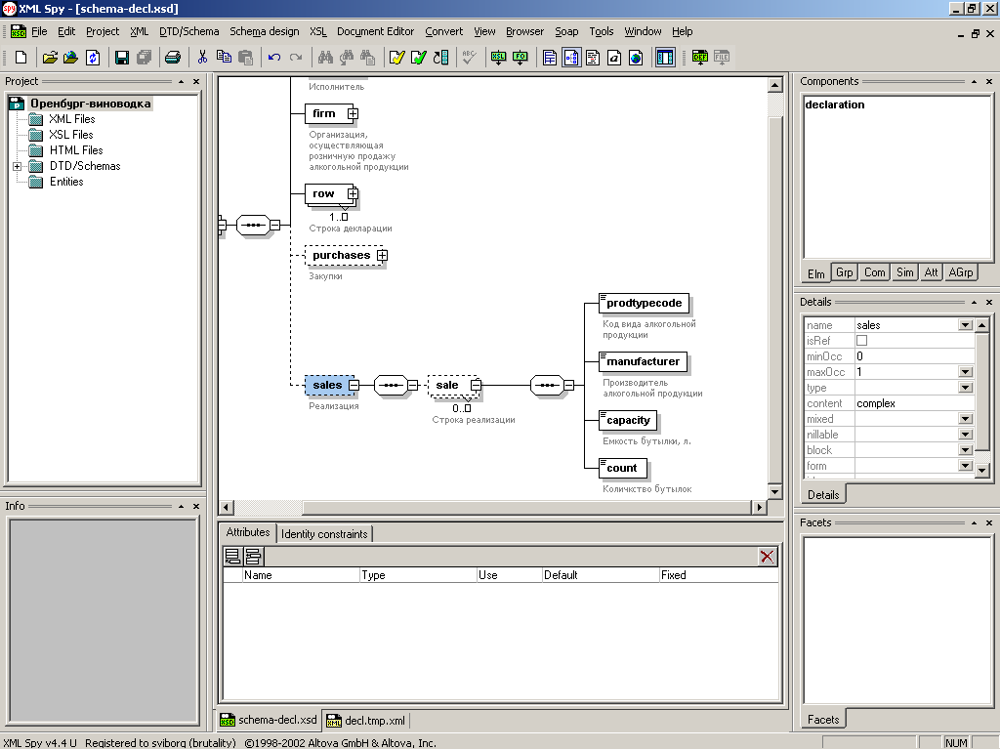 XML Spy - [schema-decl.xsd]
File Edit Project XML DTD/Schema Schema design XSL Document Editor Convert View Browser Soap Tools Window Help
Project
Оренбург-виноводка
XML Files
XSL Files
HTML Files
DTD/Schemas
Entities
Info
Исполнитель
firm
Организация,
осуществляющая
розничную продажу
алкогольной продукции
row
1..
Строка декларации
purchases
Закупки
sales
Реализация
sale
0..
Строка реализации
prodtypecode
Код вида алкогольной
продукции
manufacturer
Производитель
алкогольной продукции
capacity
Емкость бутылки, л.
count
Количкство бутылок
Attributes Identity constraints
Name Type Use Default Fixed
schema-decl.xsd decl.tmp.xml
Components
declaration
Elm Grp Com Sim Att AGrp
Details
name sales
isRef
minOcc 0
maxOcc 1
type
content complex
mixed
nillable
block
form
Details
Facets
Facets
XML Spy v4.4 U Registered to sviborg (brutality) ©1998-2002 Altova GmbH & Altova, Inc. NUM